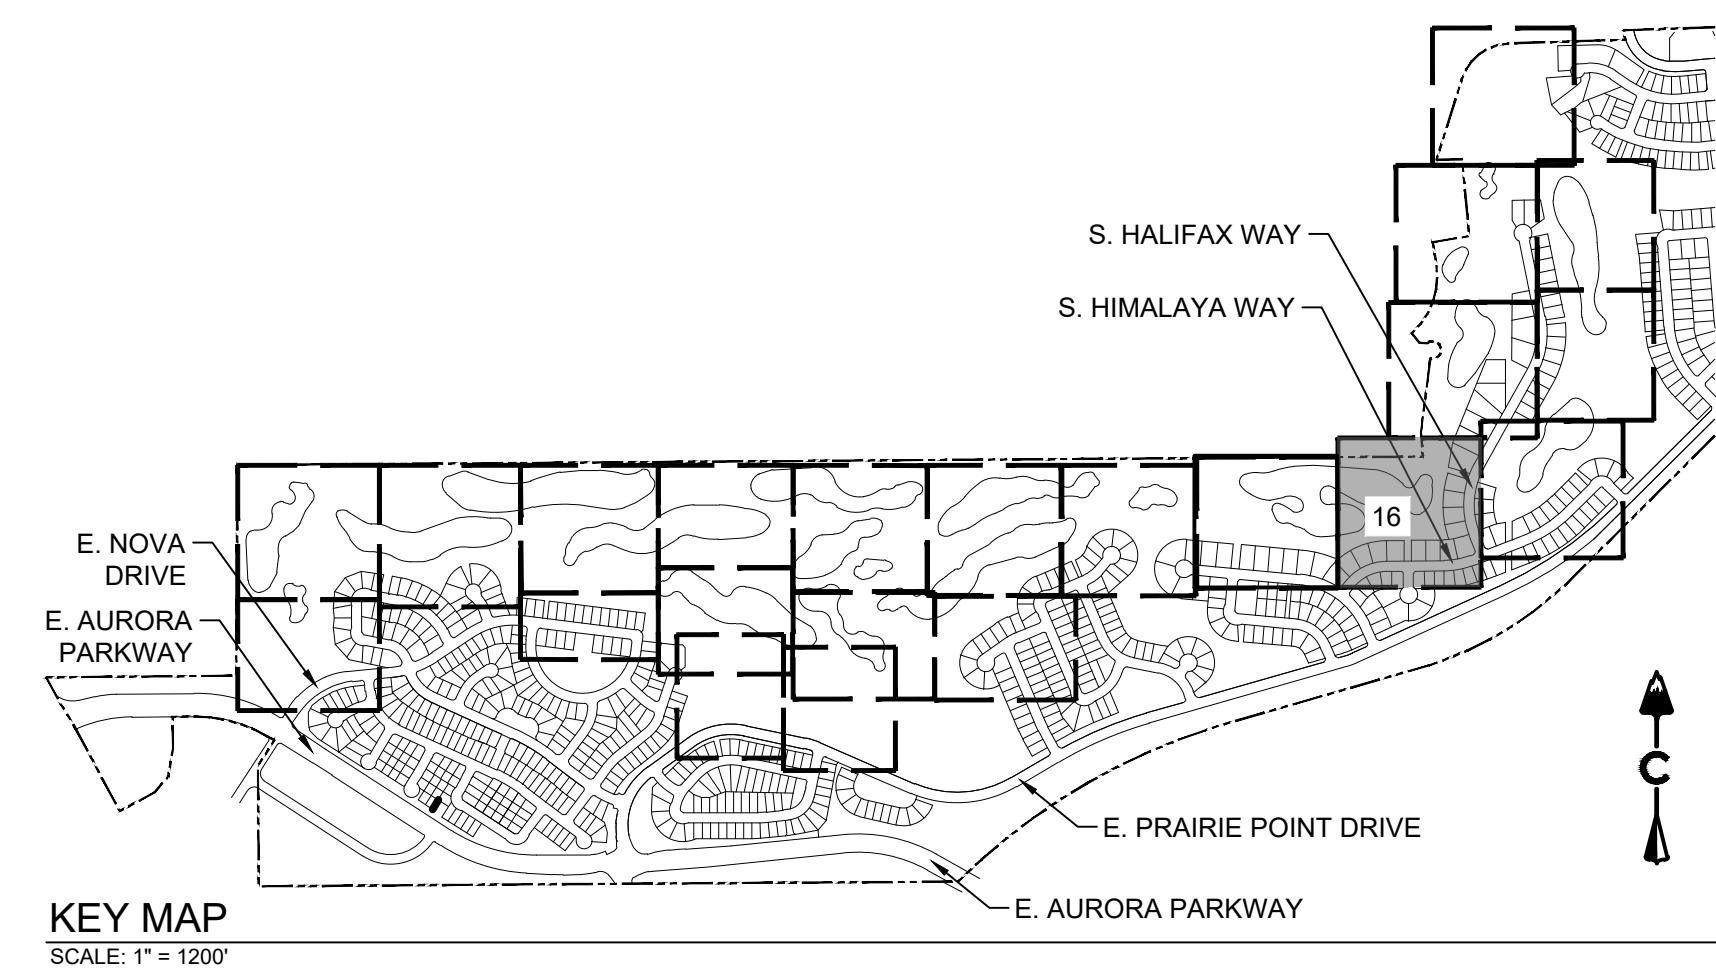 S. HALIFAX WAY
S. HIMALAYA WAY
16
E. NOVA
DRIVE
E. AURORA
PARKWAY
E. PRAIRIE POINT DRIVE
E. AURORA PARKWAY
KEY MAP
SCALE: 1" = 1200'